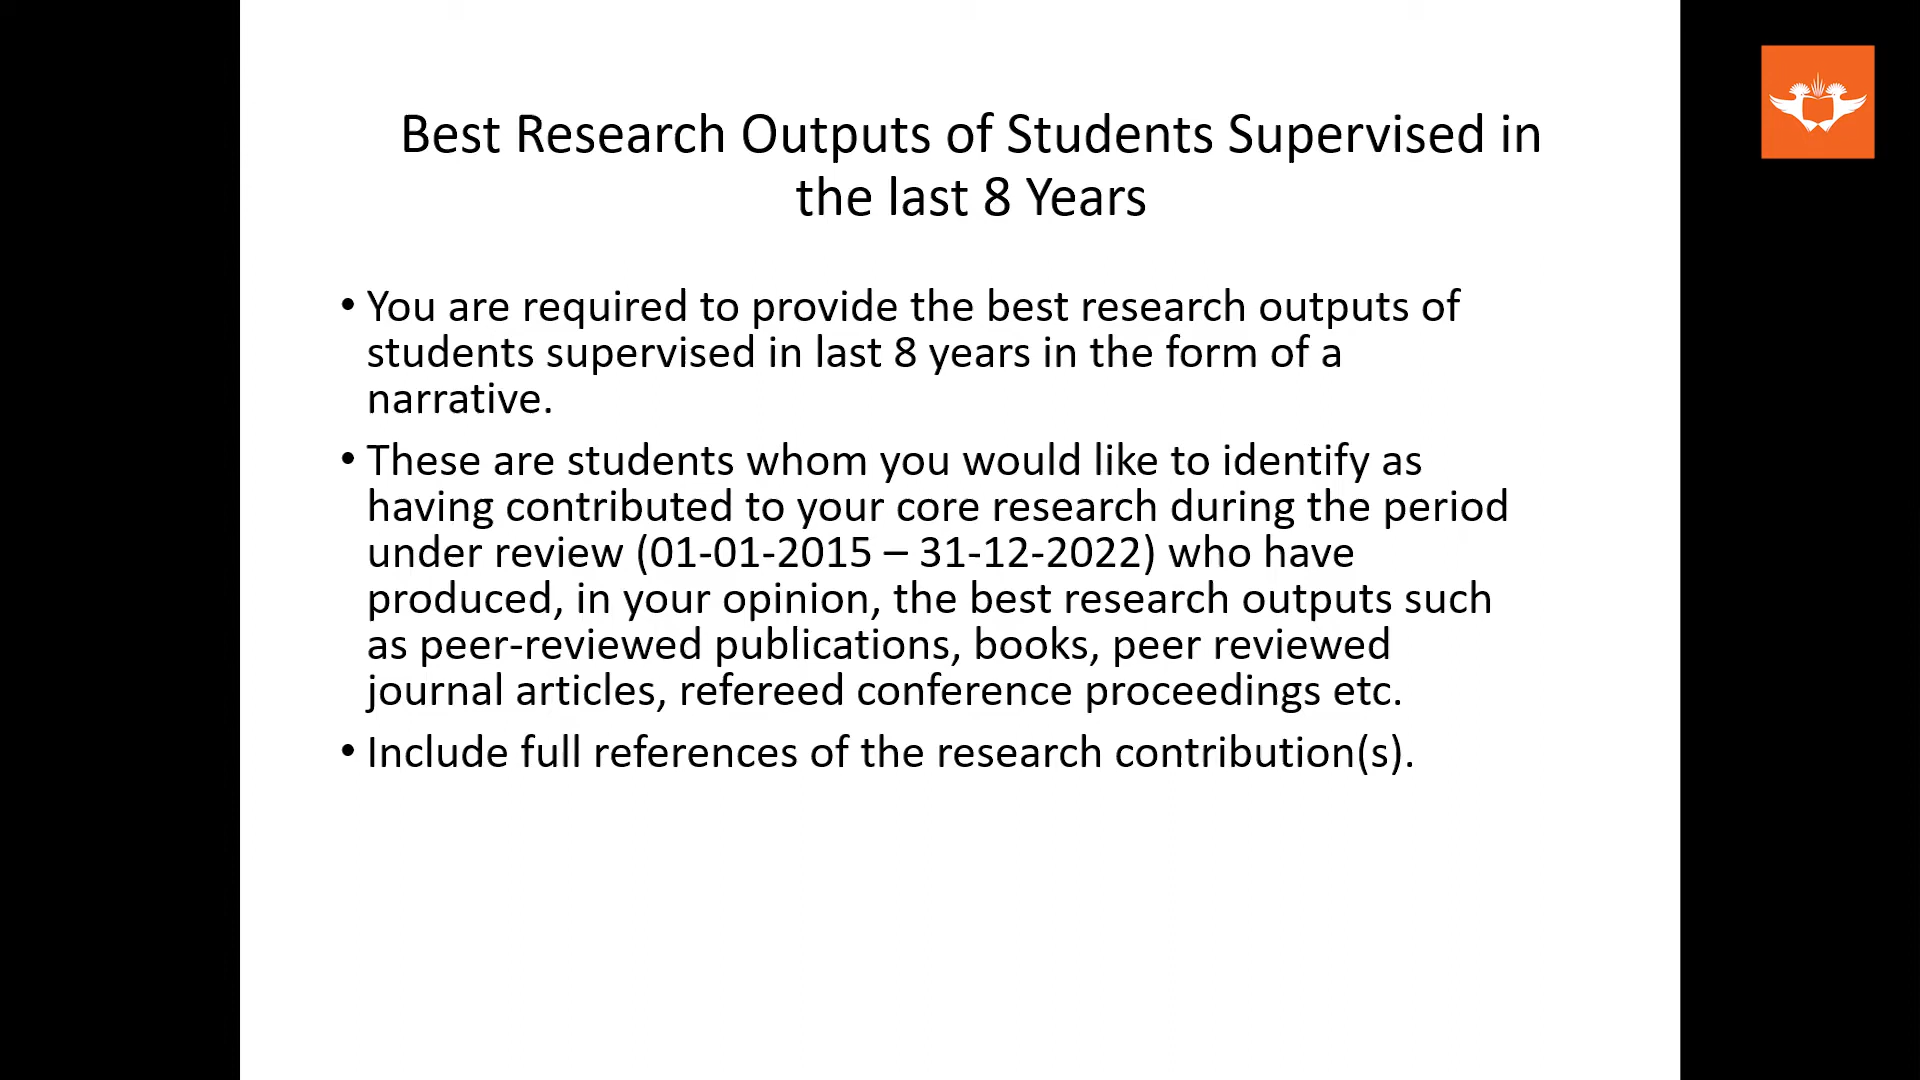 Best Research Outputs of Students Supervised in
the last 8 Years
• You are required to provide the best research outputs of
students supervised in last 8 years in the form of a
narrative.
• These are students whom you would like to identify as
having contributed to your core research during the period
under review (01-01-2015 – 31-12-2022) who have
produced, in your opinion, the best research outputs such
as peer-reviewed publications, books, peer reviewed
journal articles, refereed conference proceedings etc.
• Include full references of the research contribution(s).